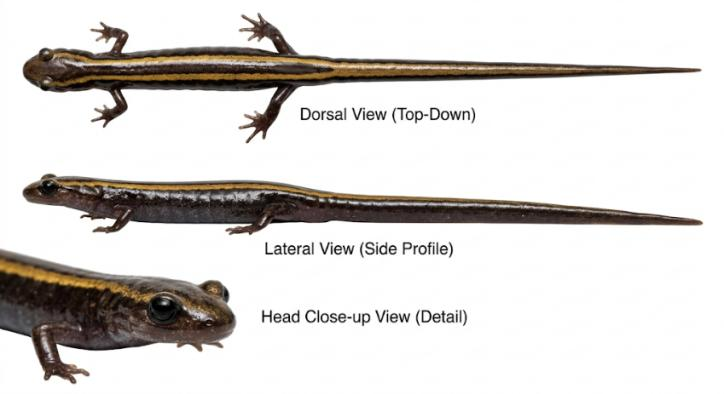 Dorsal View (Top-Down)
Lateral View (Side Profile)
Head Close-up View (Detail)